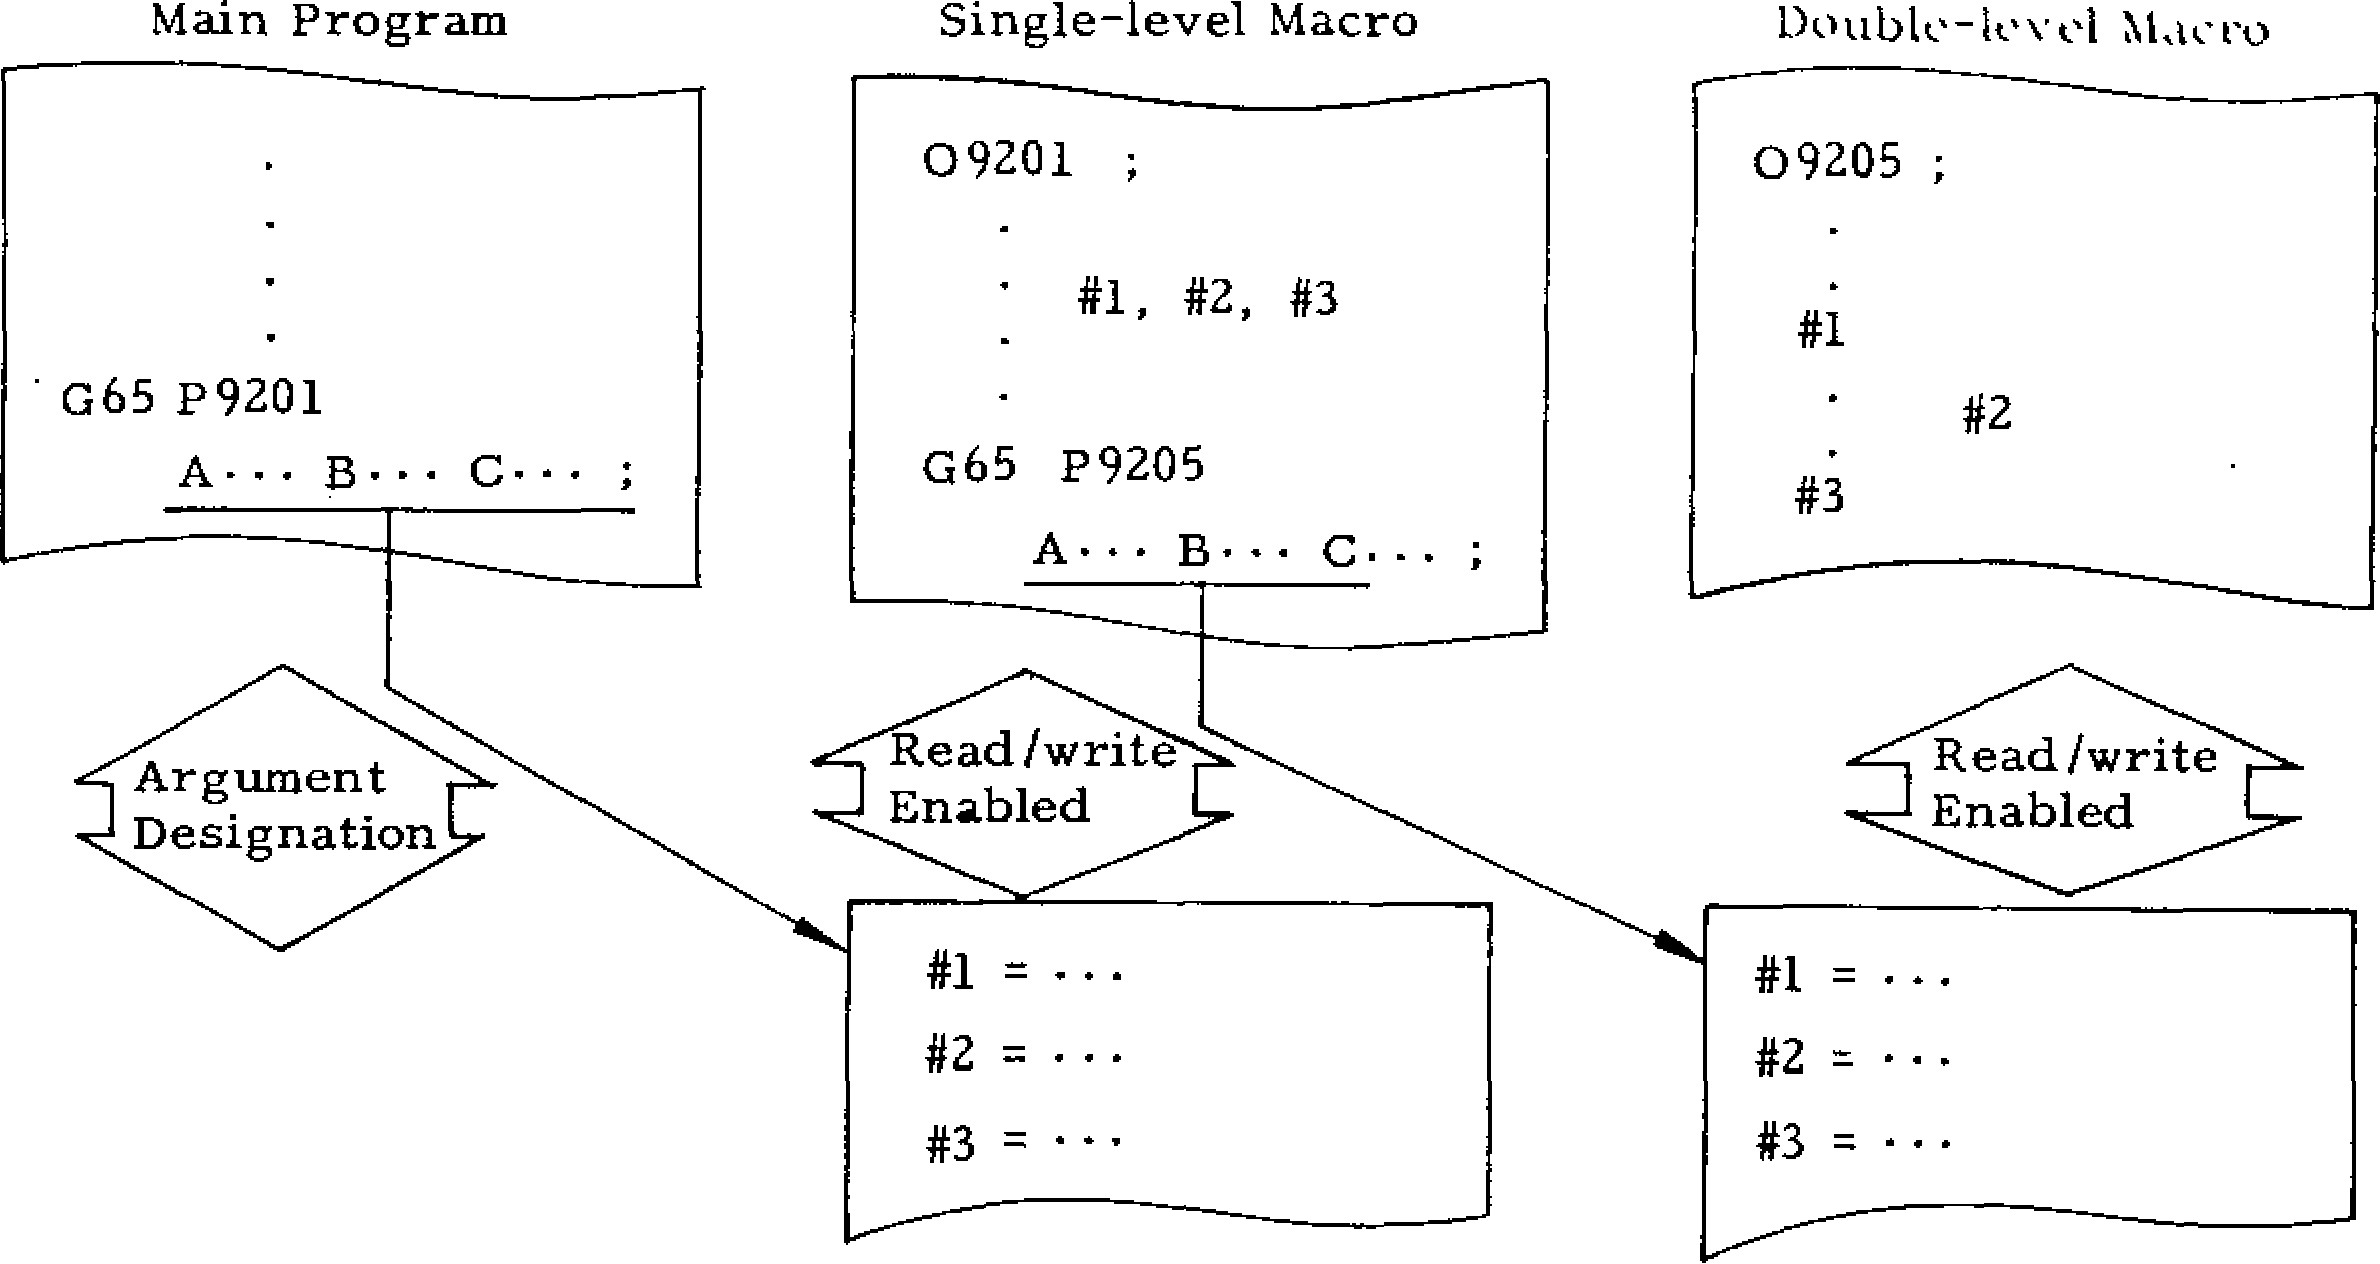 Main Program
G65 P9201
A··· B··· C··· ;
Single-level Macro
O9201 ;
#1, #2, #3
G65 P9205
A··· B··· C··· ;
Double-level Macro
O9205 ;
#1
#2
#3
Argument
Designation
Read/write
Enabled
Read/write
Enabled
#1 = ···
#2 = ···
#3 = ···
#1 = ···
#2 = ···
#3 = ···